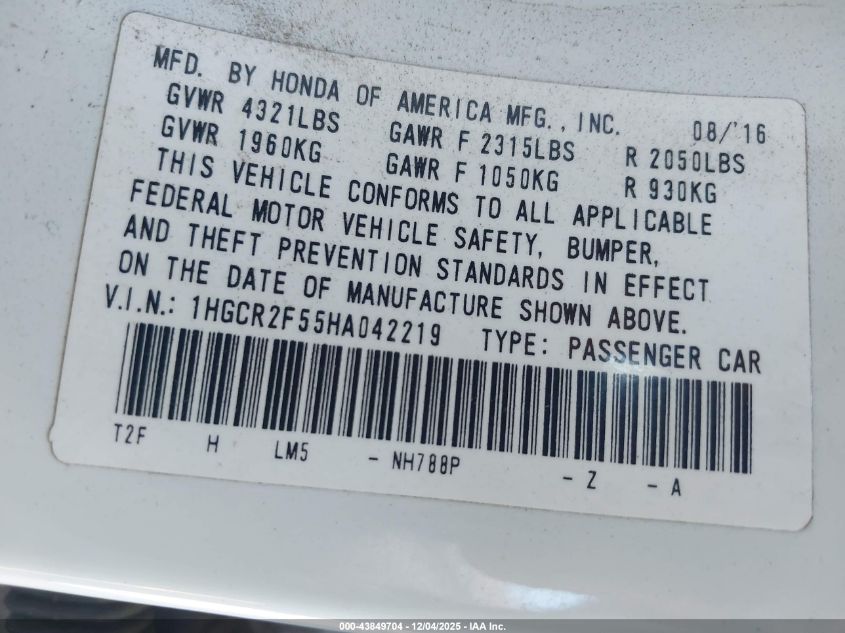 MFD. BY HONDA OF AMERICA MFG., INC. 08/'16
GVWR 4321LBS GAWR F 2315LBS R 2050LBS
GVWR 1960KG GAWR F 1050KG R 930KG
THIS VEHICLE CONFORMS TO ALL APPLICABLE
FEDERAL MOTOR VEHICLE SAFETY, BUMPER,
AND THEFT PREVENTION STANDARDS IN EFFECT
ON THE DATE OF MANUFACTURE SHOWN ABOVE.
V.I.N.: 1HGCR2F55HA042219 TYPE: PASSENGER CAR
T2F H LM5 - NH788P - Z - A
000-43849704 - 12/04/2025 - IAA Inc.